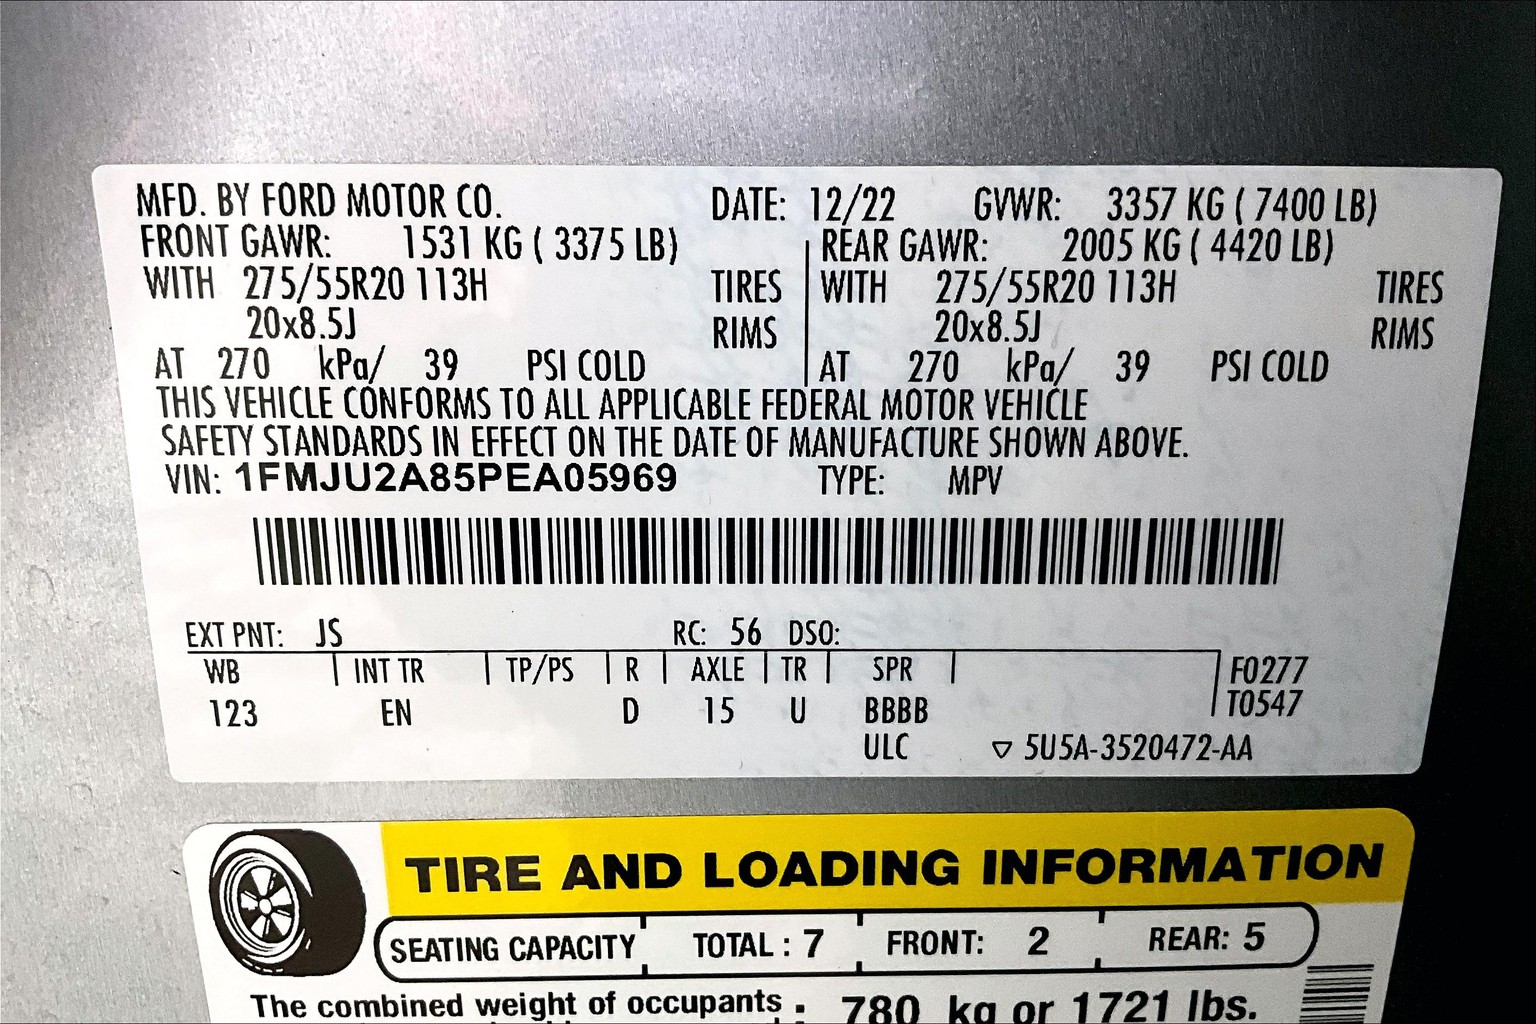 MFD. BY FORD MOTOR CO. DATE: 12/22 GVWR: 3357 KG ( 7400 LB)
FRONT GAWR: 1531 KG ( 3375 LB) REAR GAWR: 2005 KG ( 4420 LB)
WITH 275/55R20 113H TIRES WITH 275/55R20 113H TIRES
20x8.5J RIMS 20x8.5J RIMS
AT 270 kPa/ 39 PSI COLD AT 270 kPa/ 39 PSI COLD
THIS VEHICLE CONFORMS TO ALL APPLICABLE FEDERAL MOTOR VEHICLE
SAFETY STANDARDS IN EFFECT ON THE DATE OF MANUFACTURE SHOWN ABOVE.
VIN: 1FMJU2A85PEA05969 TYPE: MPV
EXT PNT: JS RC: 56 DSO:
WB INT TR TP/PS R AXLE TR SPR F0277
123 EN D 15 U BBBB T0547
ULC ▽ 5U5A-3520472-AA
TIRE AND LOADING INFORMATION
SEATING CAPACITY TOTAL : 7 FRONT: 2 REAR: 5
The combined weight of occupants : 780 kg or 1721 lbs.